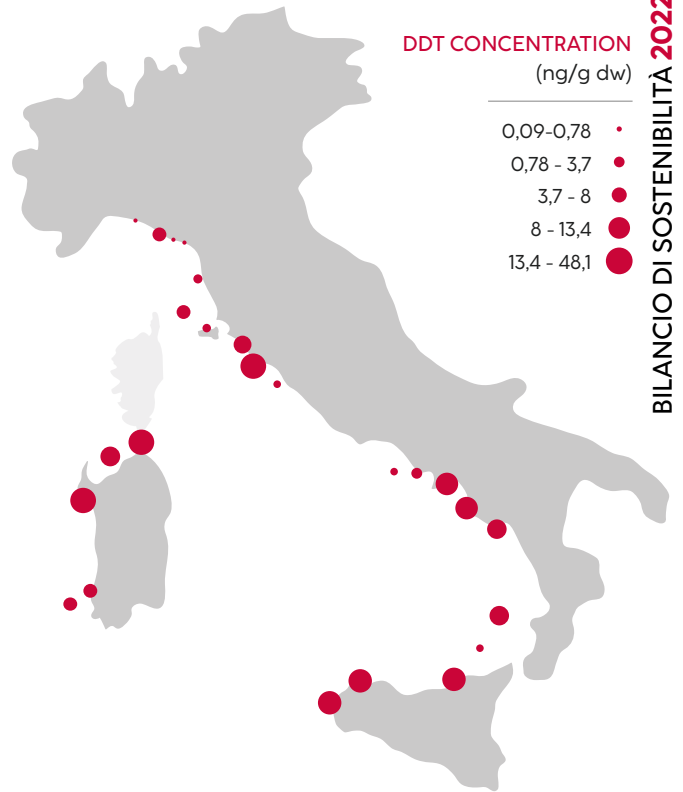 DDT CONCENTRATION
(ng/g dw)
0,09-0,78
0,78 - 3,7
3,7 - 8
8 - 13,4
13,4 - 48,1
BILANCIO DI SOSTENIBILITÀ 2022